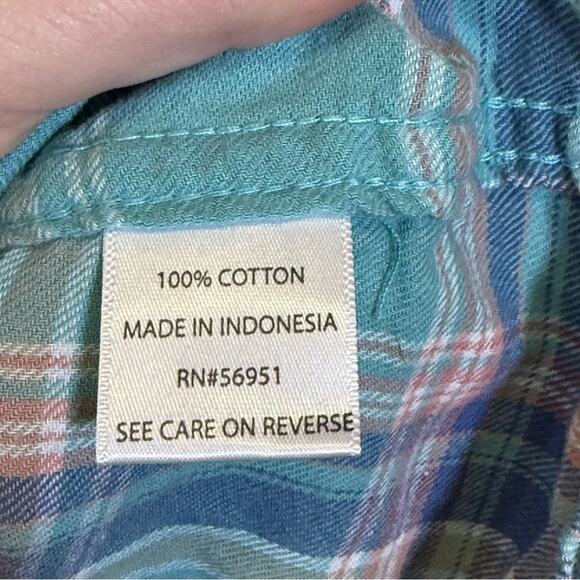 100% COTTON
MADE IN INDONESIA
RN#56951
SEE CARE ON REVERSE